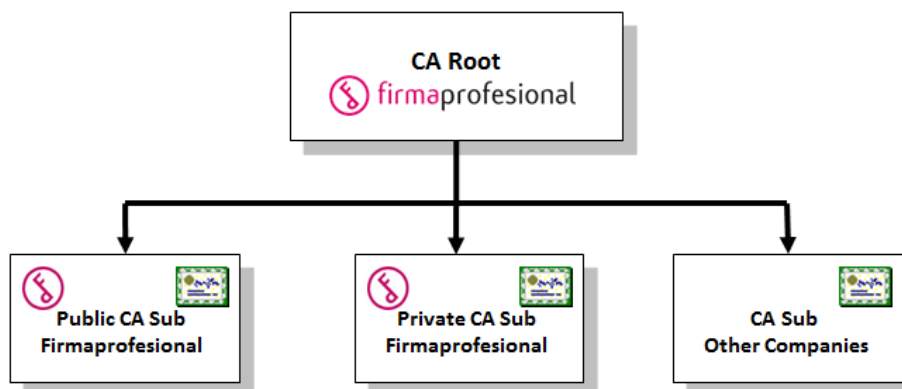 CA Root
firmaprofesional
Public CA Sub
Firmaprofesional
Private CA Sub
Firmaprofesional
CA Sub
Other Companies